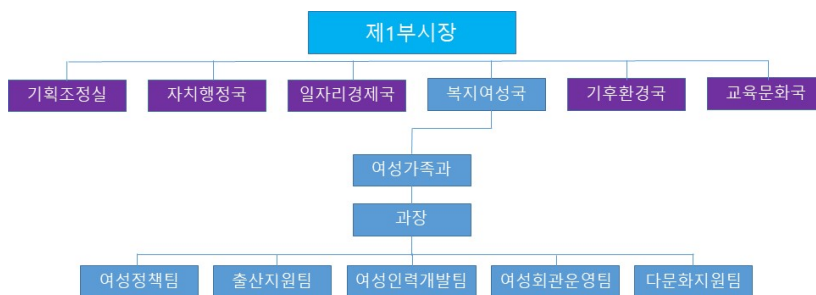 제1부시장
기획조정실 자치행정국 일자리경제국 복지여성국 기후환경국 교육문화국
여성가족과
과장
여성정책팀 출산지원팀 여성인력개발팀 여성회관운영팀 다문화지원팀